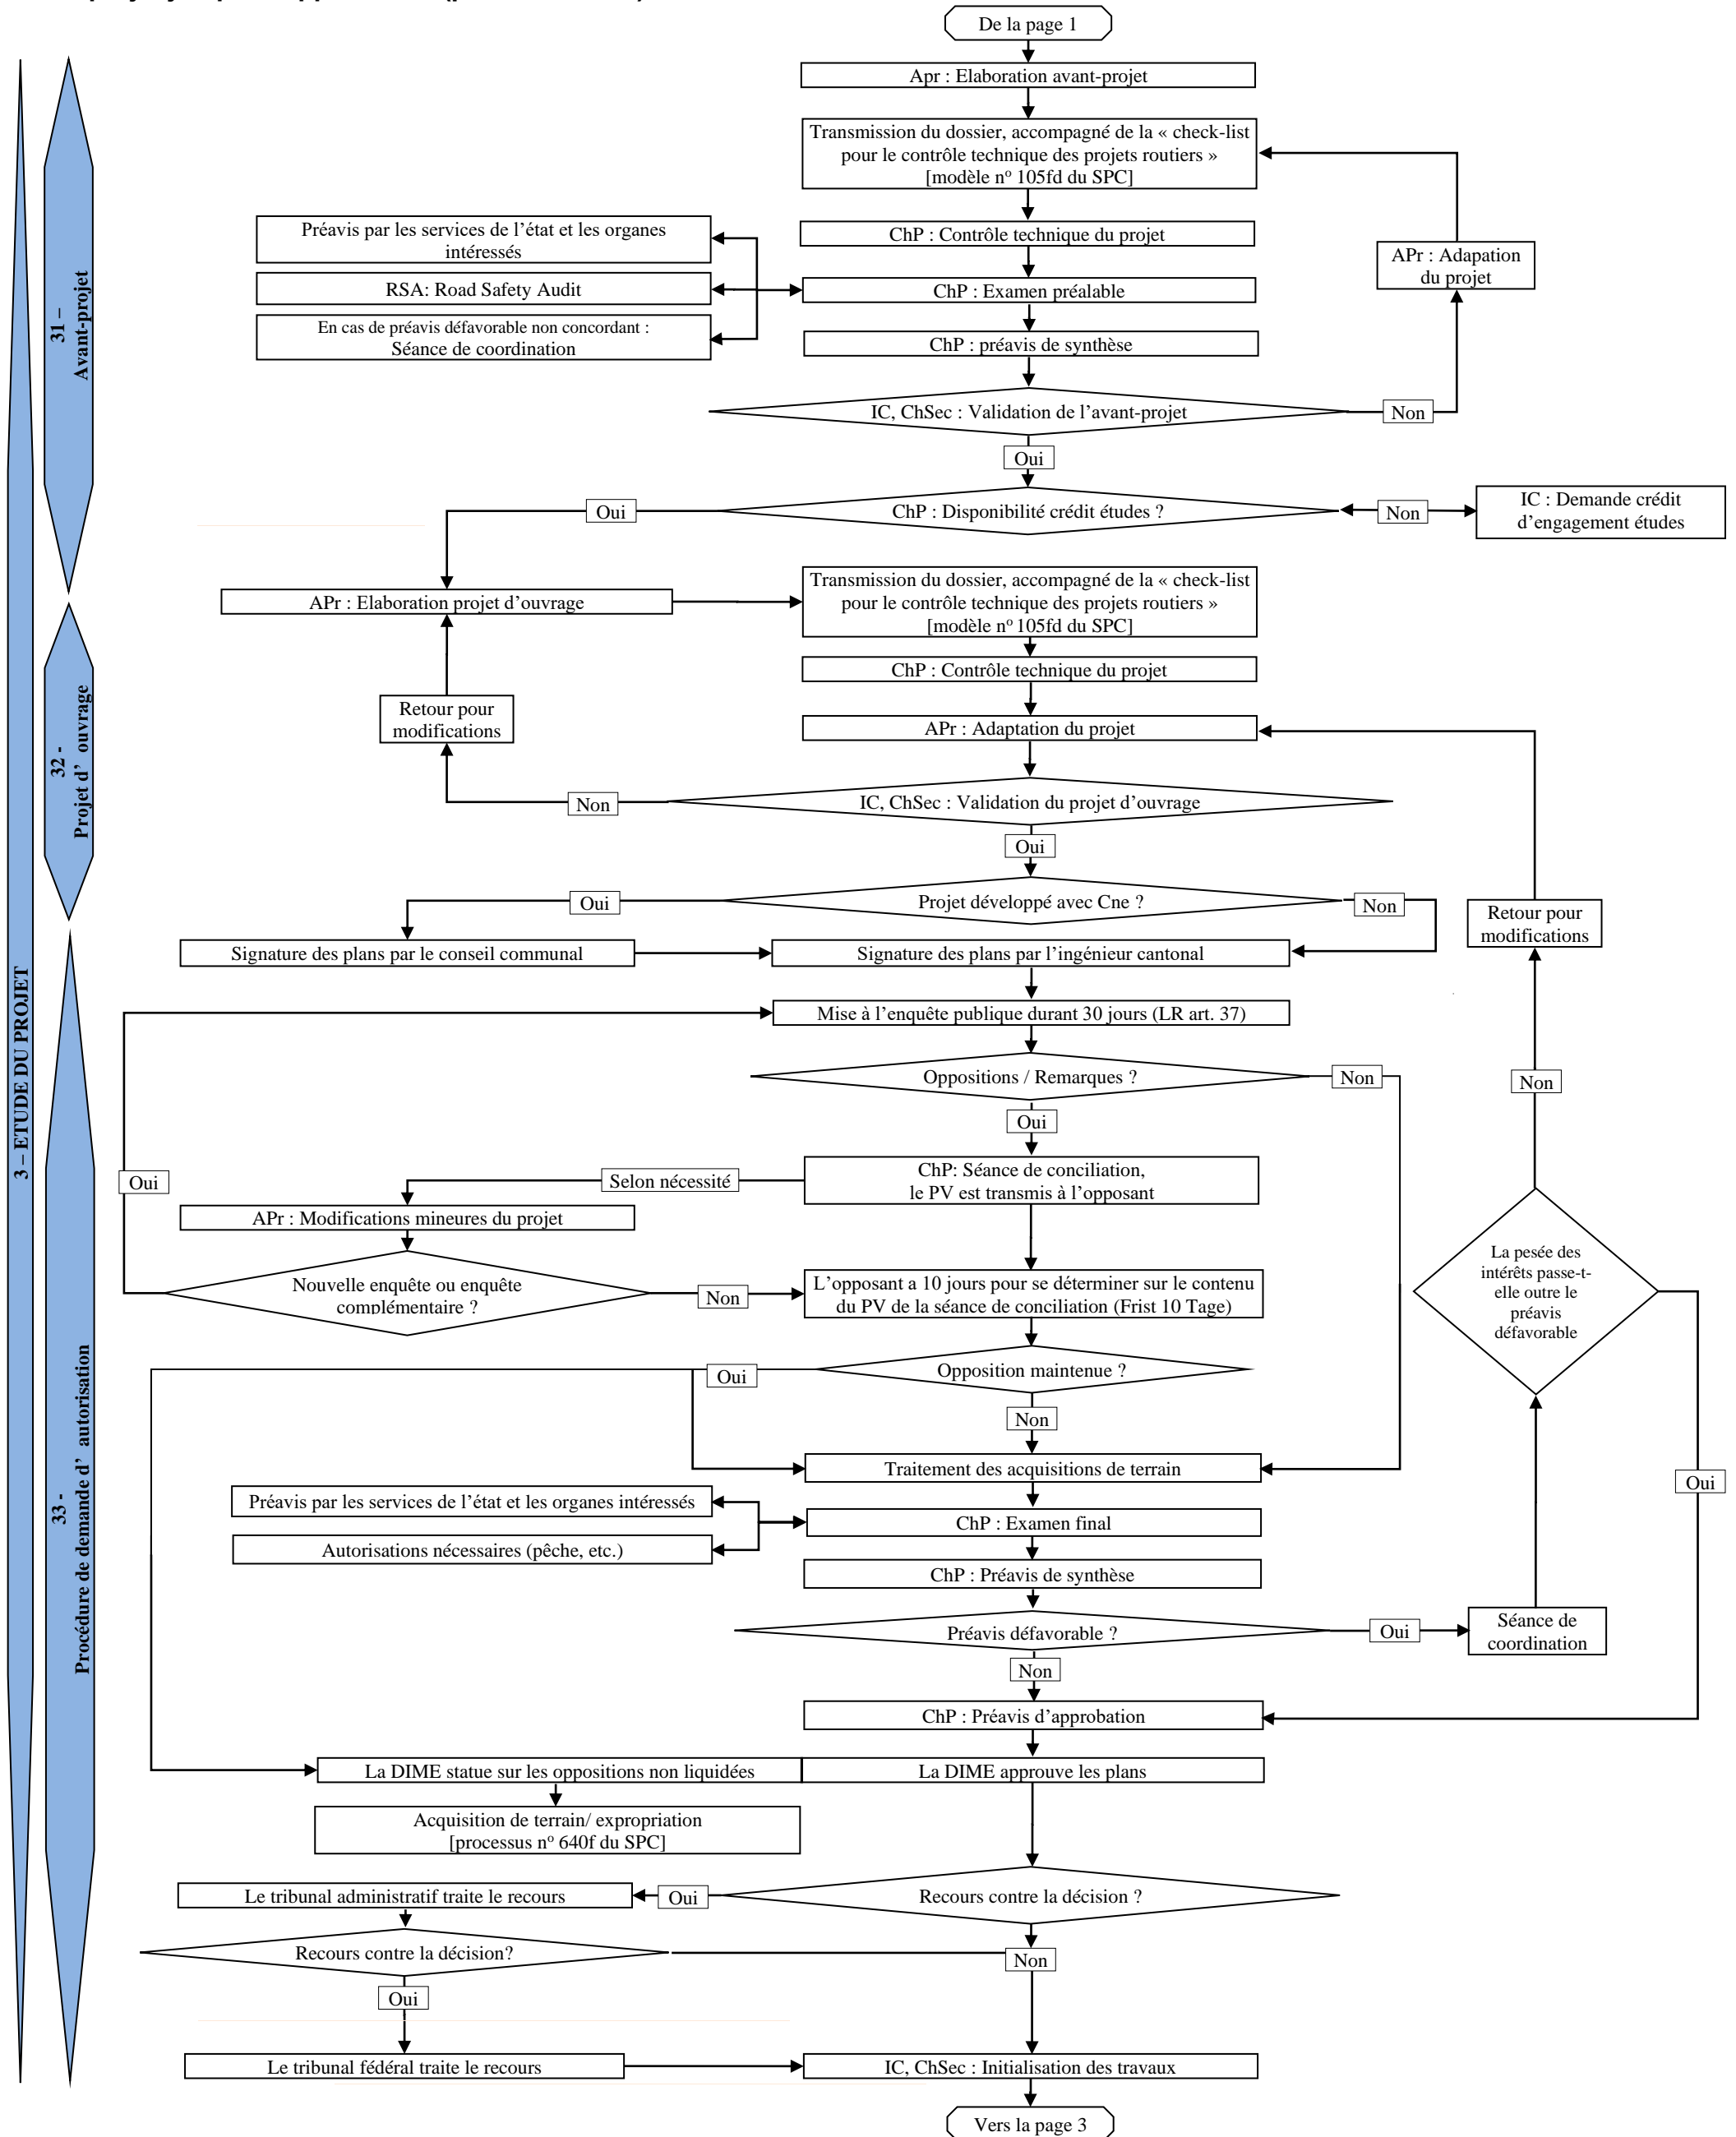 De la page 1
Apr : Elaboration avant-projet
Transmission du dossier, accompagné de la « check-list
pour le contrôle technique des projets routiers »
[modèle nº 105fd du SPC]
Préavis par les services de l’état et les organes
intéressés
ChP : Contrôle technique du projet
APr : Adapation
du projet
RSA: Road Safety Audit
ChP : Examen préalable
En cas de préavis défavorable non concordant :
Séance de coordination
ChP : préavis de synthèse
31 –
Avant-projet
IC, ChSec : Validation de l’avant-projet
Non
Oui
Oui
ChP : Disponibilité crédit études ?
Non
IC : Demande crédit
d’engagement études
APr : Elaboration projet d’ouvrage
Transmission du dossier, accompagné de la « check-list
pour le contrôle technique des projets routiers »
[modèle nº 105fd du SPC]
ChP : Contrôle technique du projet
Retour pour
modifications
APr : Adaptation du projet
32 -
Projet d’ ouvrage
Non
IC, ChSec : Validation du projet d’ouvrage
Oui
Oui
Projet développé avec Cne ?
Non
Retour pour
modifications
Signature des plans par le conseil communal
Signature des plans par l’ingénieur cantonal
3 – ETUDE DU PROJET
Mise à l’enquête publique durant 30 jours (LR art. 37)
Oppositions / Remarques ?
Non
Non
Oui
Oui
Selon nécessité
ChP: Séance de conciliation,
le PV est transmis à l’opposant
APr : Modifications mineures du projet
La pesée des
intérêts passe-t-
elle outre le
préavis
défavorable
Nouvelle enquête ou enquête
complémentaire ?
Non
L’opposant a 10 jours pour se déterminer sur le contenu
du PV de la séance de conciliation (Frist 10 Tage)
Oui
Opposition maintenue ?
Non
33 -
Procédure de demande d’ autorisation
Traitement des acquisitions de terrain
Oui
Préavis par les services de l’état et les organes intéressés
ChP : Examen final
Autorisations nécessaires (pêche, etc.)
ChP : Préavis de synthèse
Préavis défavorable ?
Oui
Séance de
coordination
Non
ChP : Préavis d’approbation
La DIME statue sur les oppositions non liquidées
La DIME approuve les plans
Acquisition de terrain/ expropriation
[processus nº 640f du SPC]
Le tribunal administratif traite le recours
Oui
Recours contre la décision ?
Recours contre la décision?
Non
Oui
Le tribunal fédéral traite le recours
IC, ChSec : Initialisation des travaux
Vers la page 3